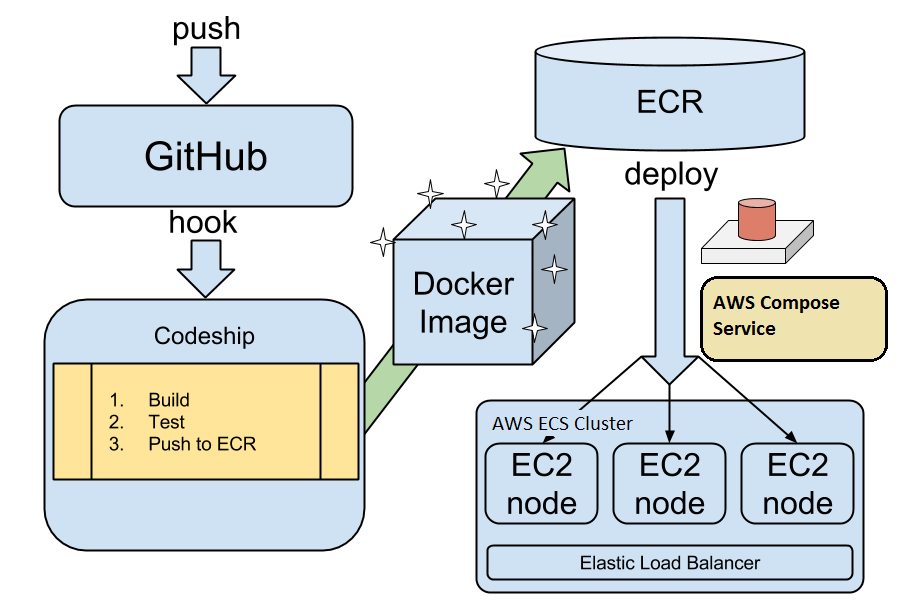 push
GitHub
hook
Codeship
1. Build
2. Test
3. Push to ECR
Docker
Image
ECR
deploy
AWS Compose
Service
AWS ECS Cluster
EC2
node
EC2
node
EC2
node
Elastic Load Balancer